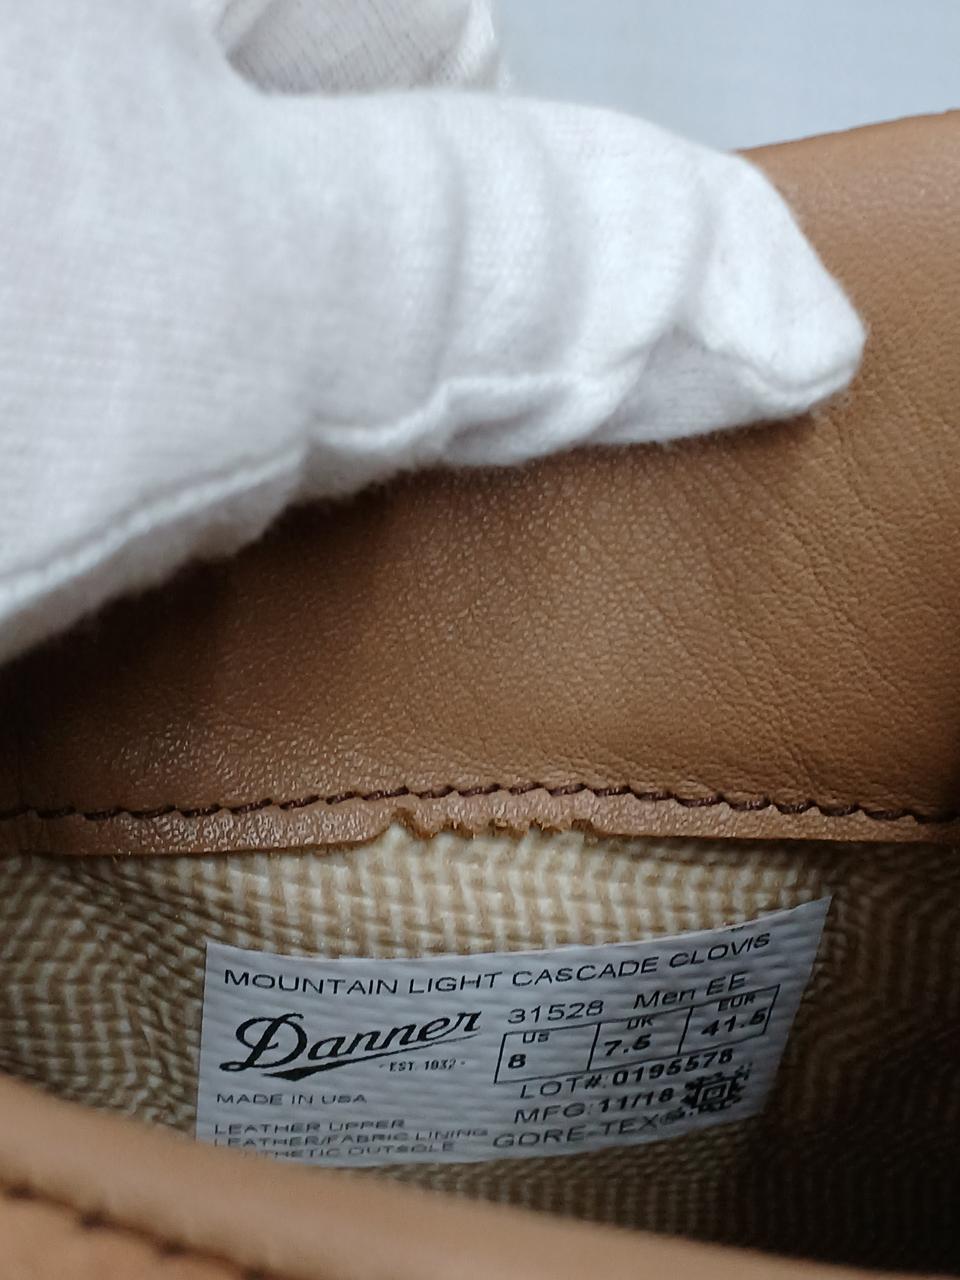 MOUNTAIN LIGHT CASCADE CLOVIS
Danner
- EST. 1932 -
31528 Men EE
US UK EUR
8 7.5 41.5
LOT#:0195578
MFG:11/18
GORE-TEX®
MADE IN USA
LEATHER UPPER
LEATHER/FABRIC LINING
OUTSOLE